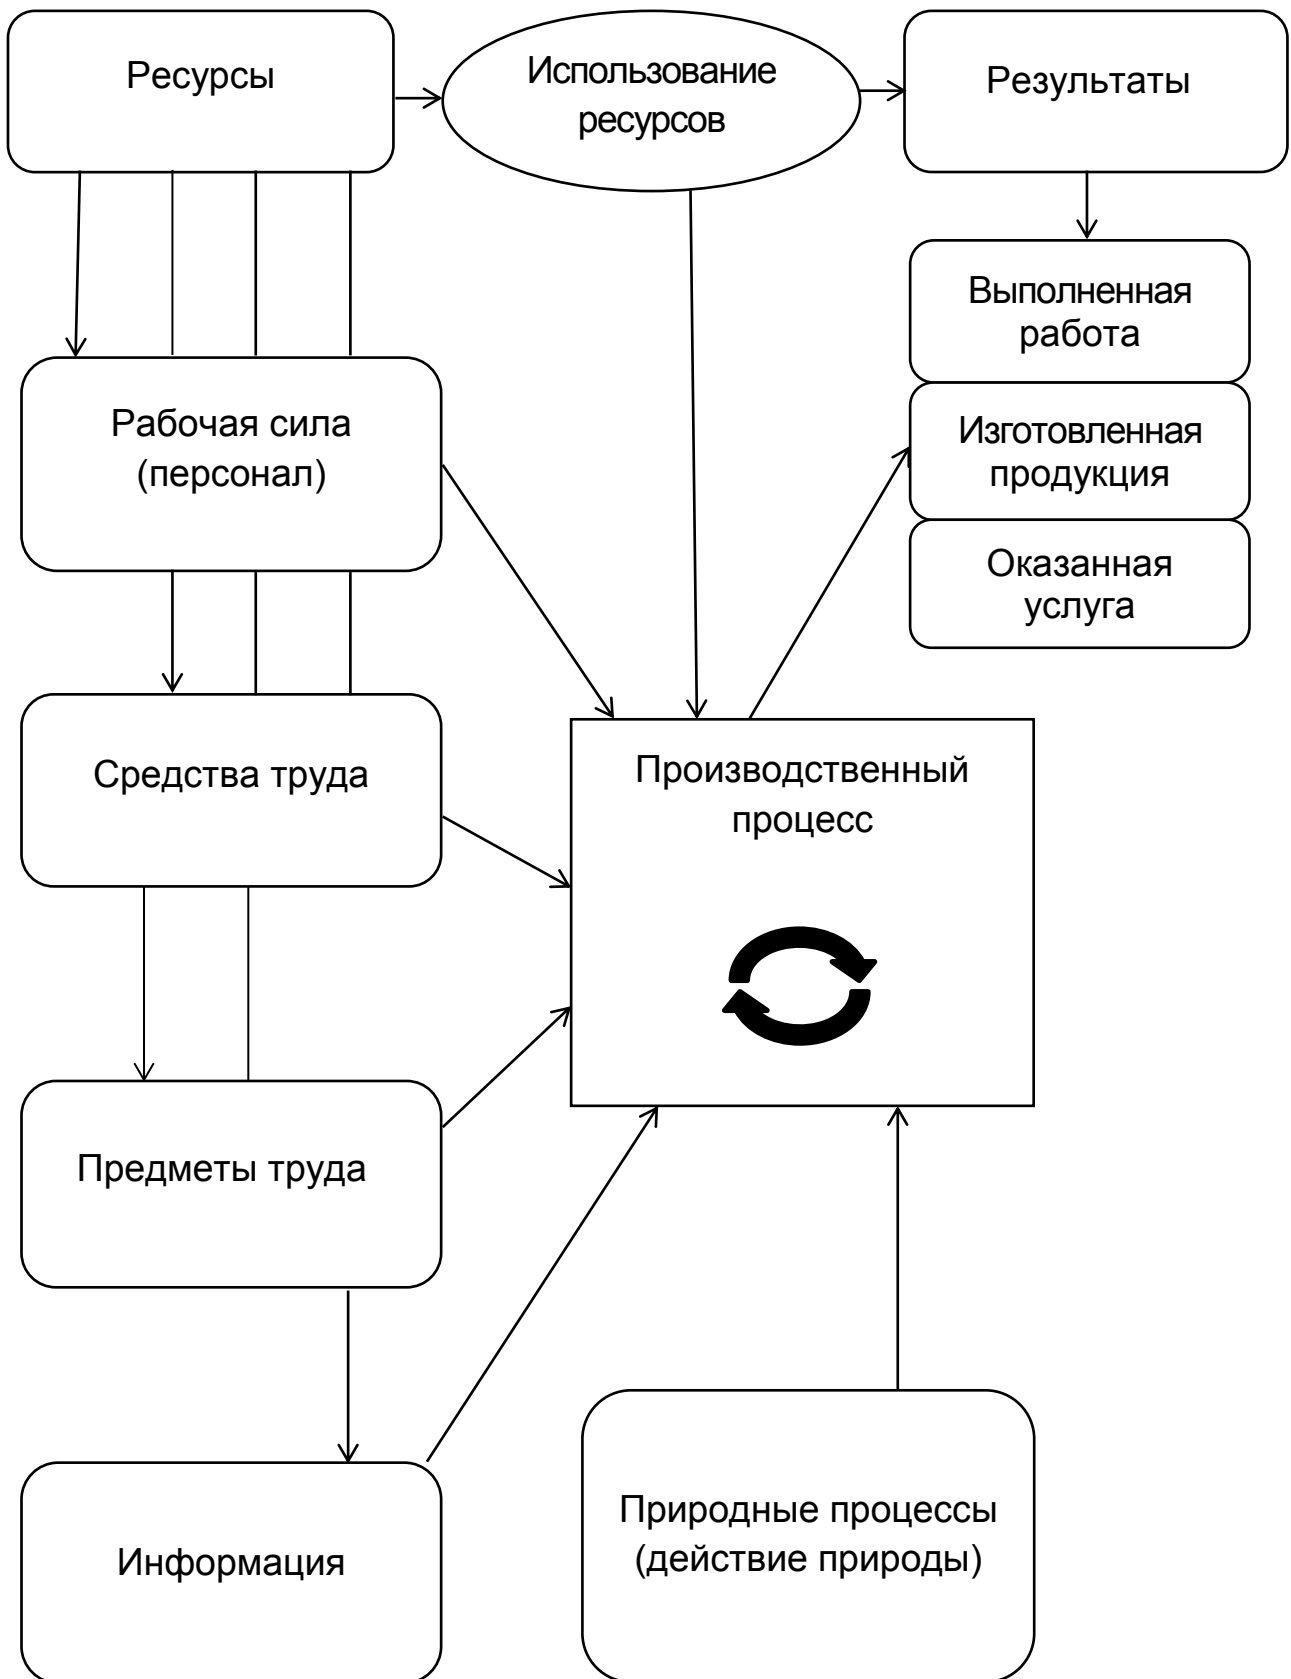 Ресурсы
Использование
ресурсов
Результаты
Выполненная
работа
Рабочая сила
(персонал)
Изготовленная
продукция
Оказанная
услуга
Средства труда
Производственный
процесс
Предметы труда
Информация
Природные процессы
(действие природы)